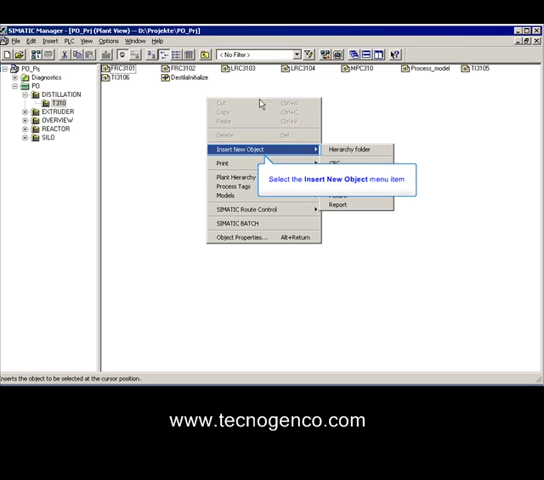 SIMATIC Manager - [PO_Prj (Plant View) -- D:\Projekte\PO_Prj]
File Edit Insert PLC View Options Window Help
< No Filter >
PO_Prj
Diagnostics
PO
DISTILLATION
T310
EXTRUDER
OVERVIEW
REACTOR
SILO
FRC3101 FRC3102 LRC3103 LRC3104 MPC310 Process_model TI3105
TI3106 DestilaInitialize
Cut Ctrl+X
Copy Ctrl+C
Paste Ctrl+V
Delete Del
Insert New Object
Print
Plant Hierarchy
Process Tags
Models
SIMATIC Route Control
SIMATIC BATCH
Object Properties... Alt+Return
Hierarchy folder
Report
Select the Insert New Object menu item
Inserts the object to be selected at the cursor position.
www.tecnogenco.com